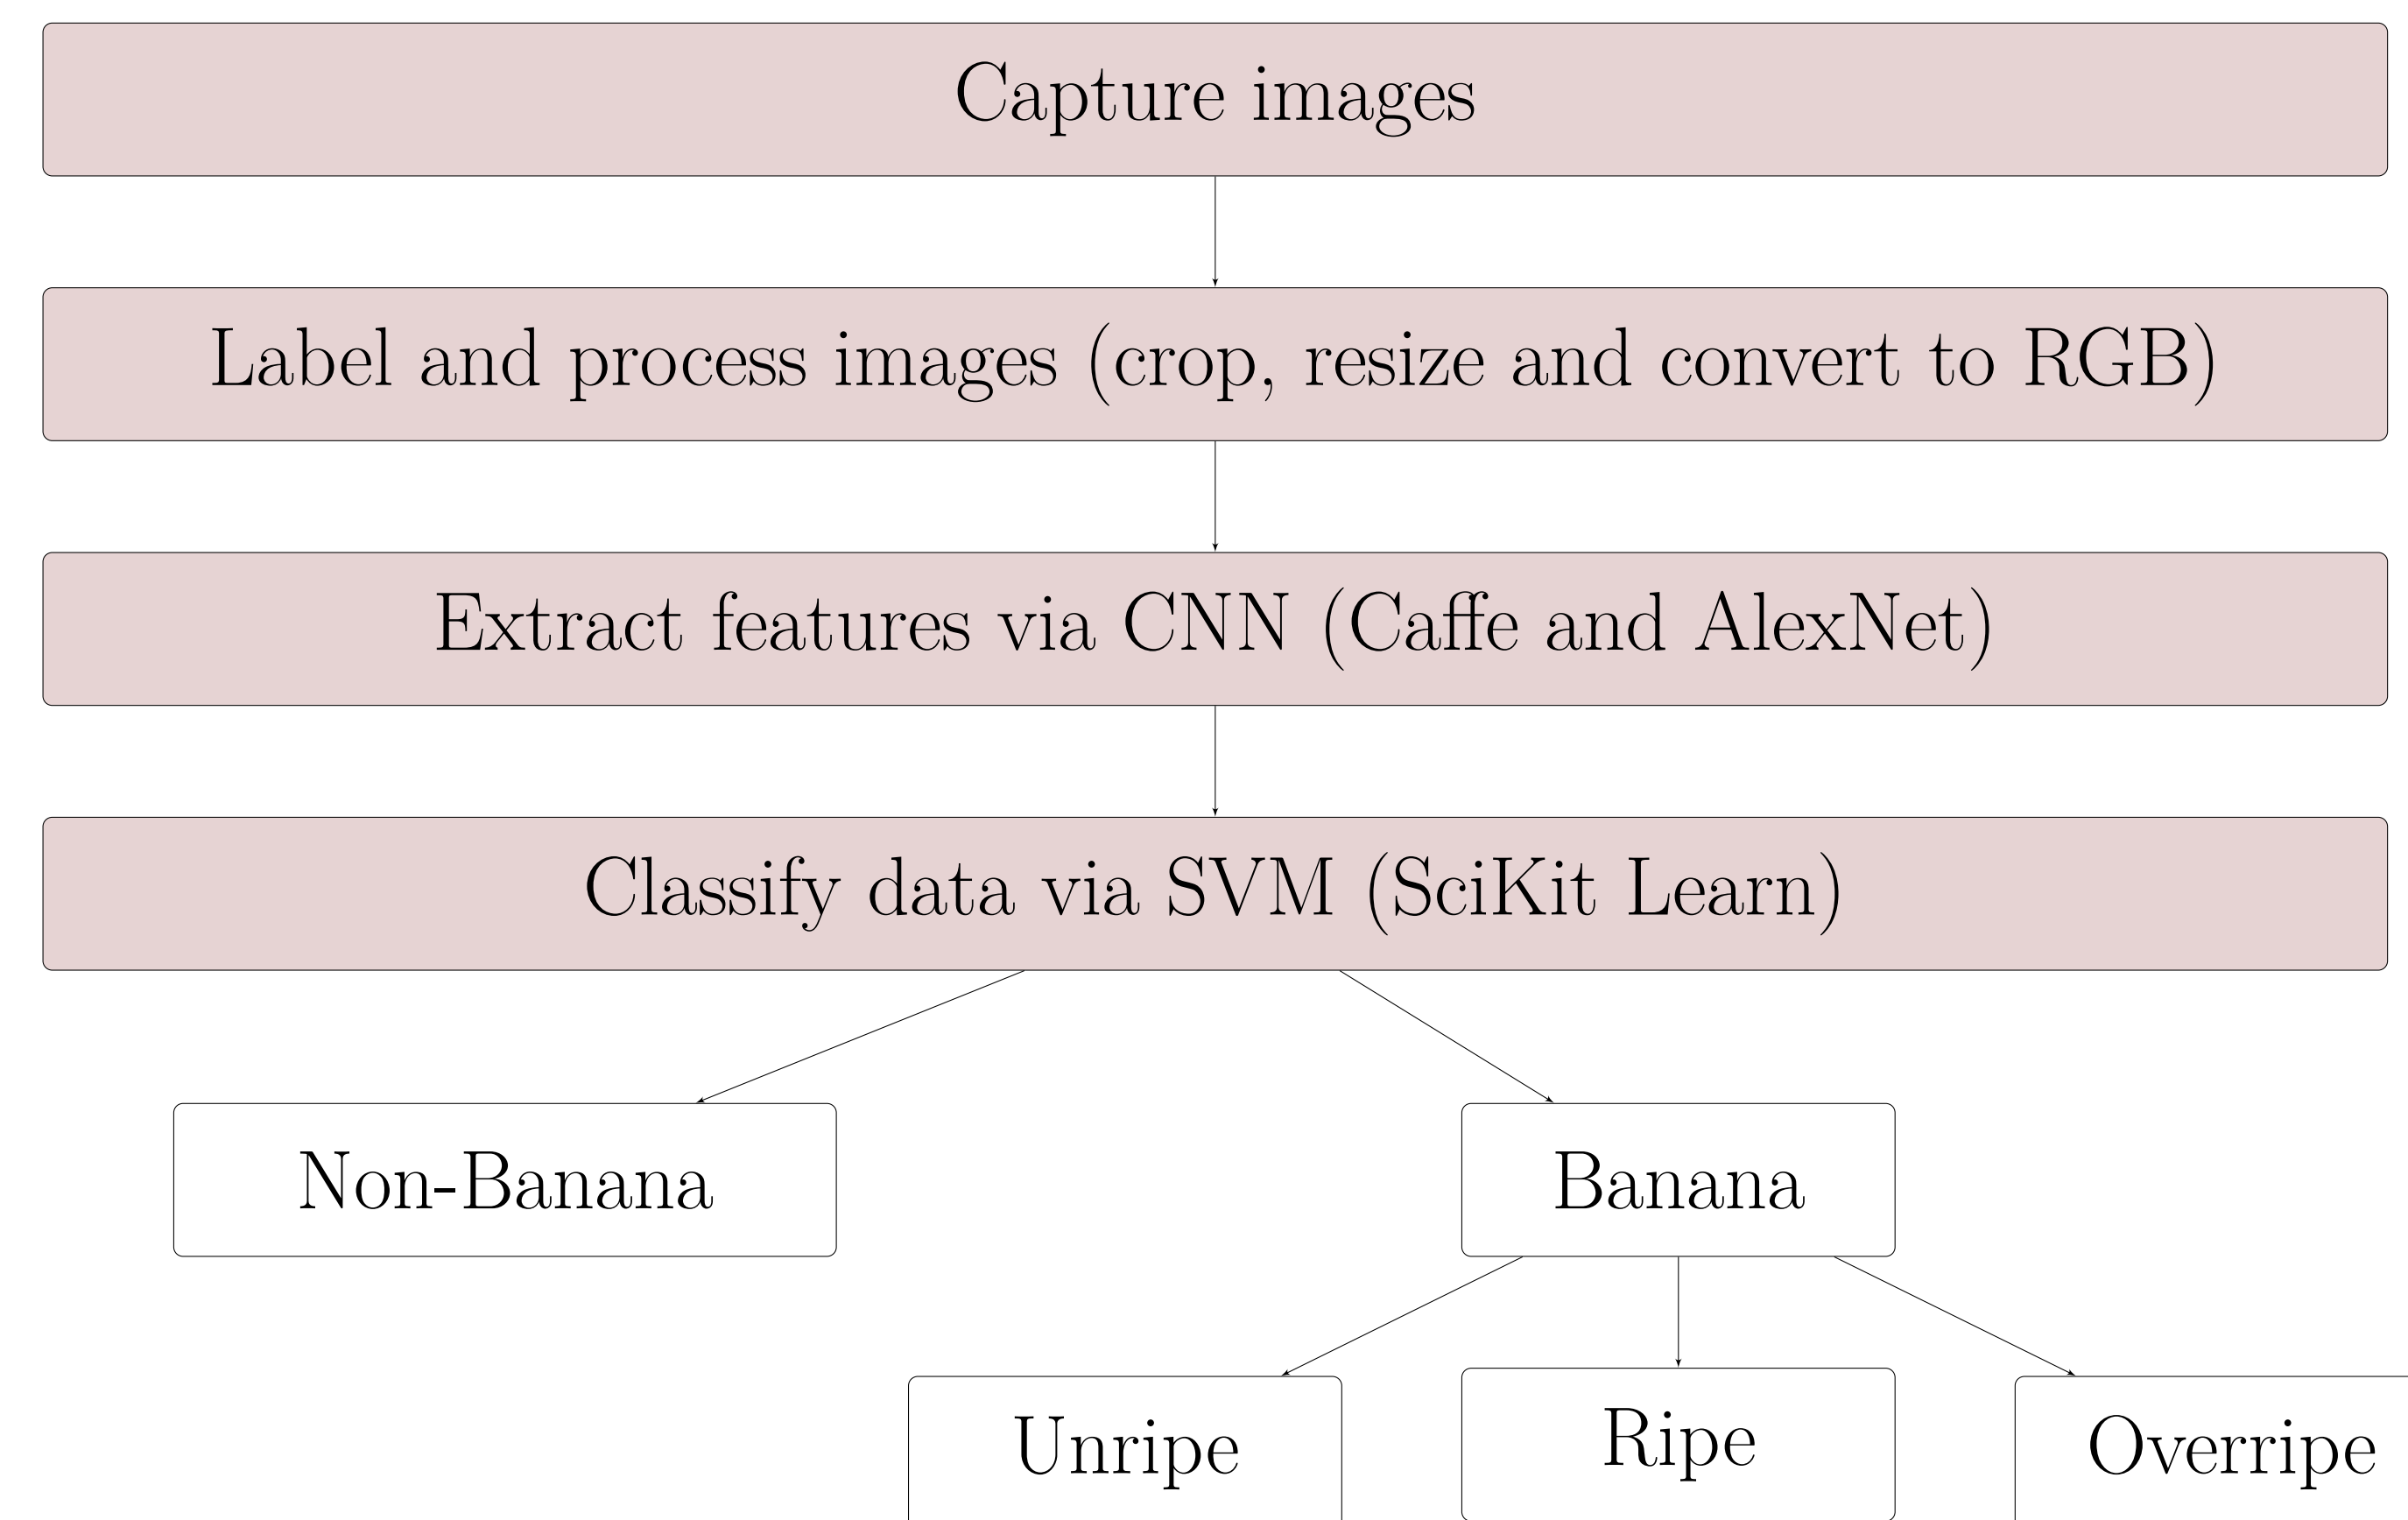 Capture images
Label and process images (crop, resize and convert to RGB)
Extract features via CNN (Caffe and AlexNet)
Classify data via SVM (SciKit Learn)
Non-Banana
Banana
Unripe
Ripe
Overripe